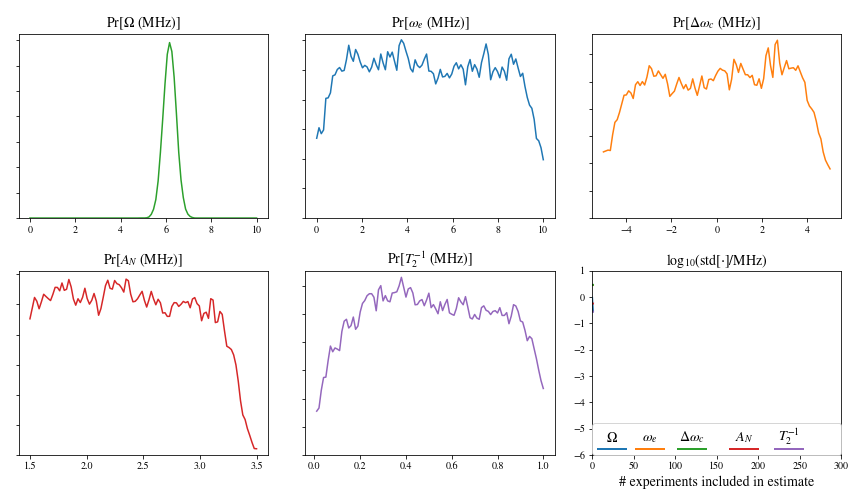 Pr[Ω (MHz)]
Pr[ωe (MHz)]
Pr[Δωc (MHz)]
0 2 4 6 8 10
0 2 4 6 8 10
−4 −2 0 2 4
Pr[AN (MHz)]
Pr[T2−1 (MHz)]
log10(std[·]/MHz)
1
0
−1
−2
−3
−4
−5
−6
Ω ωe Δωc AN T2−1
1.5 2.0 2.5 3.0 3.5
0.0 0.2 0.4 0.6 0.8 1.0
0 50 100 150 200 250 300
# experiments included in estimate